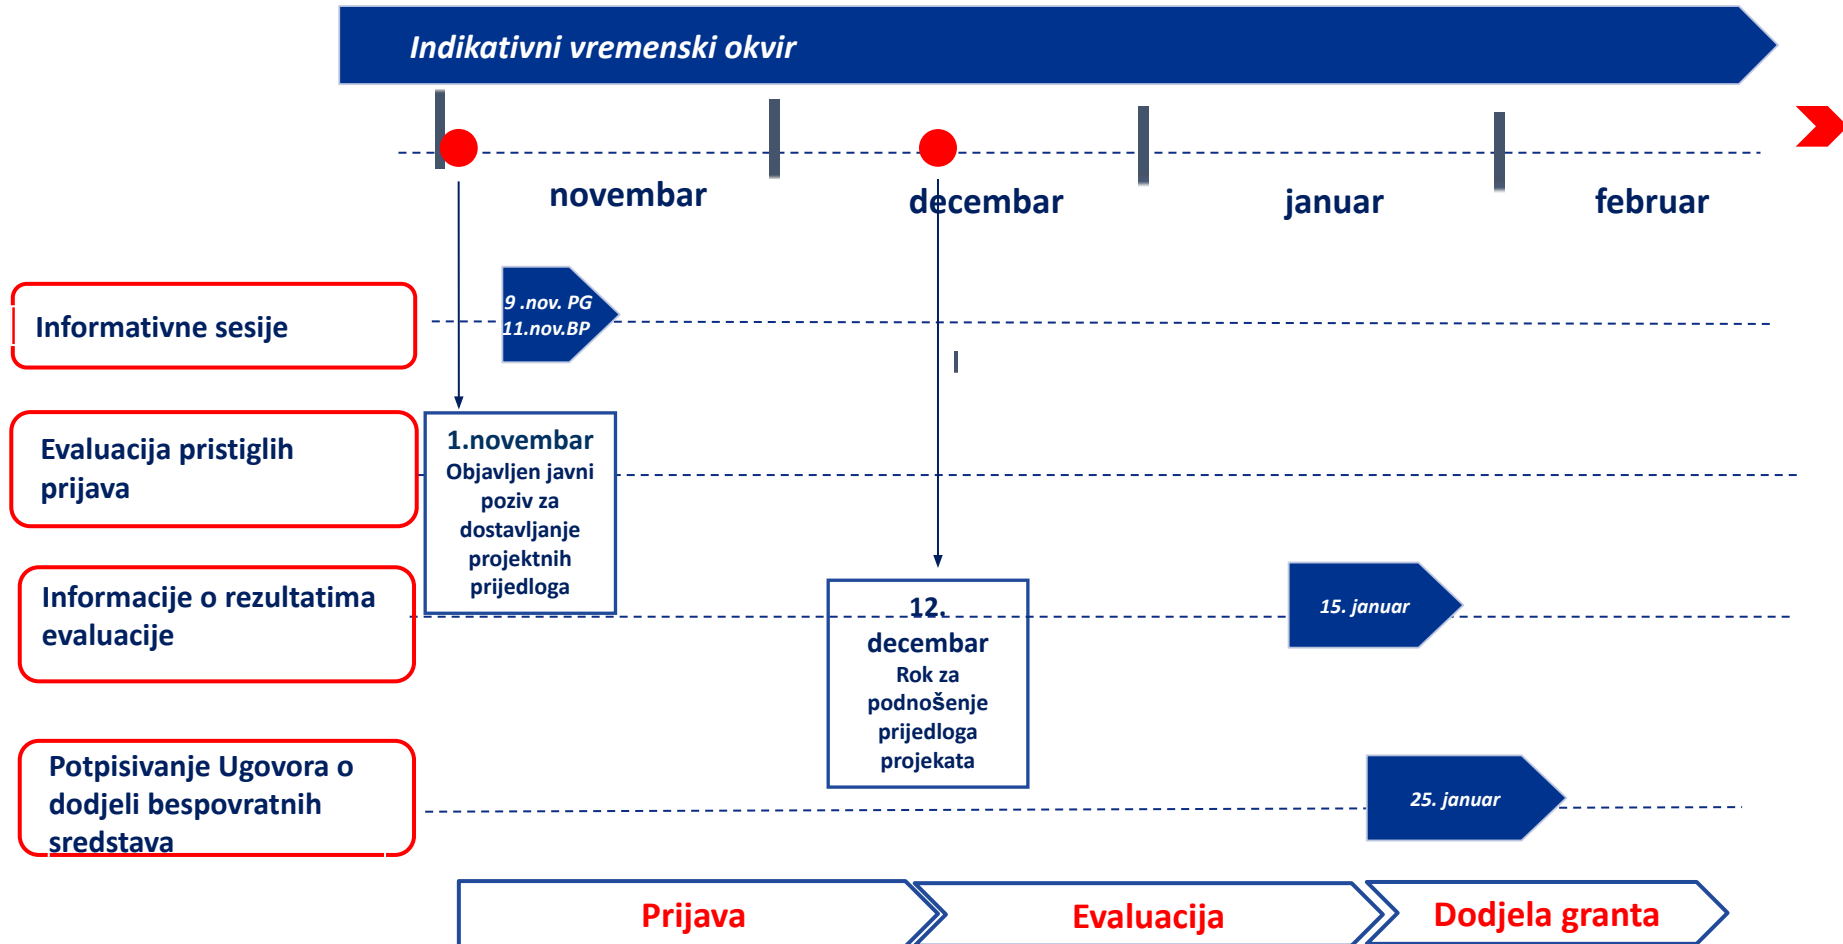 Indikativni vremenski okvir
novembar
decembar
januar
februar
Informativne sesije
9 .nov. PG
11.nov.BP
Evaluacija pristiglih
prijava
1.novembar
Objavljen javni
poziv za
dostavljanje
projektnih
prijedloga
Informacije o rezultatima
evaluacije
12.
decembar
Rok za
podnošenje
prijedloga
projekata
15. januar
Potpisivanje Ugovora o
dodjeli bespovratnih
sredstava
25. januar
Prijava
Evaluacija
Dodjela granta